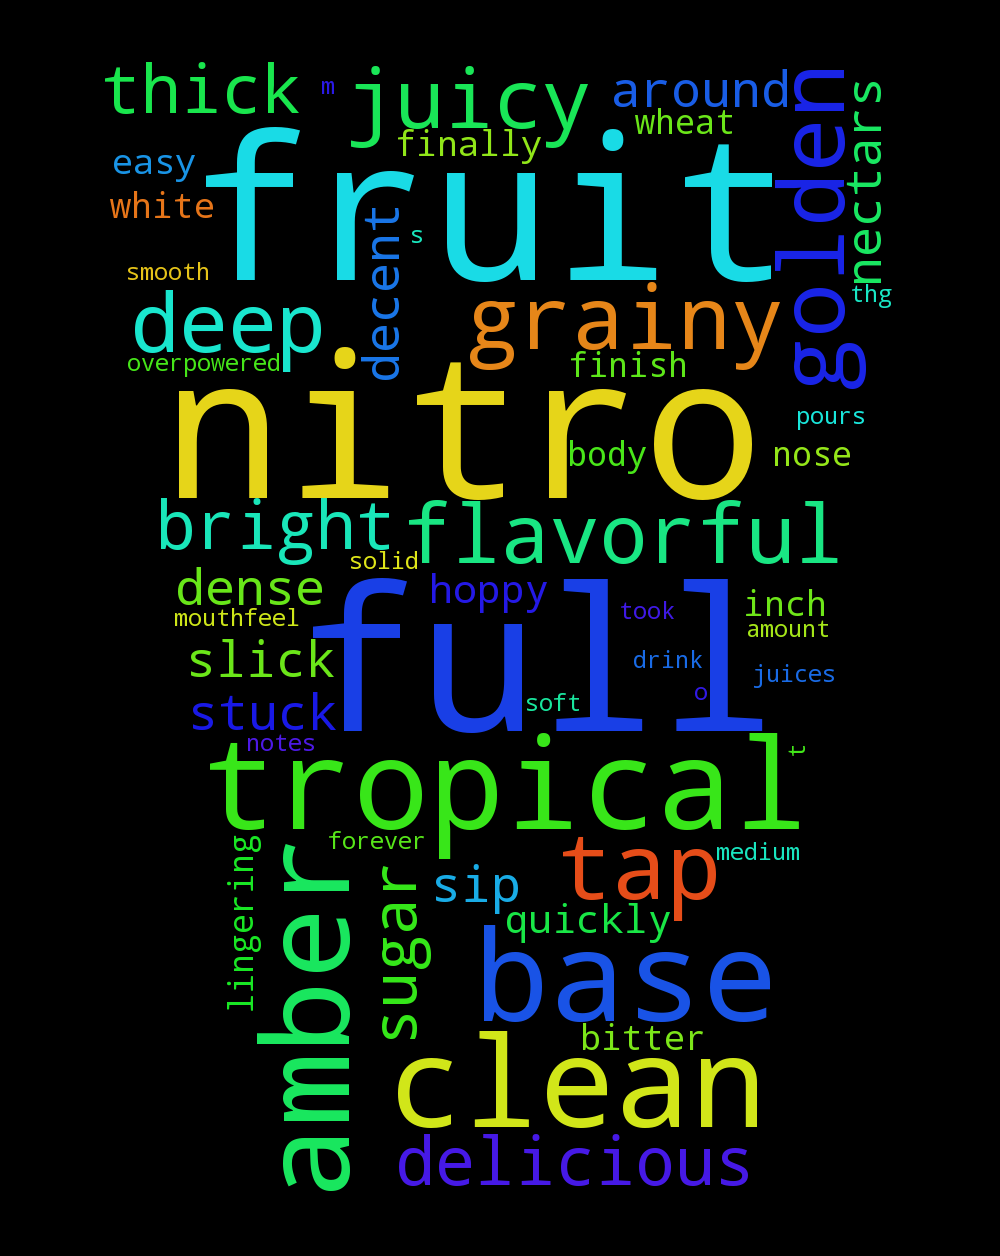 thick
m
juicy
around
golden
nectars
wheat
finally
fruit
easy
white
decent
s
smooth
thg
deep
grainy
overpowered
finish
nitro
pours
body
nose
bright
flavorful
solid
dense
hoppy
inch
mouthfeel
took
amount
full
slick
drink
juices
o
soft
stuck
notes
tropical
t
forever
lingering
amber
tap
medium
sugar
sip
quickly
base
bitter
clean
delicious